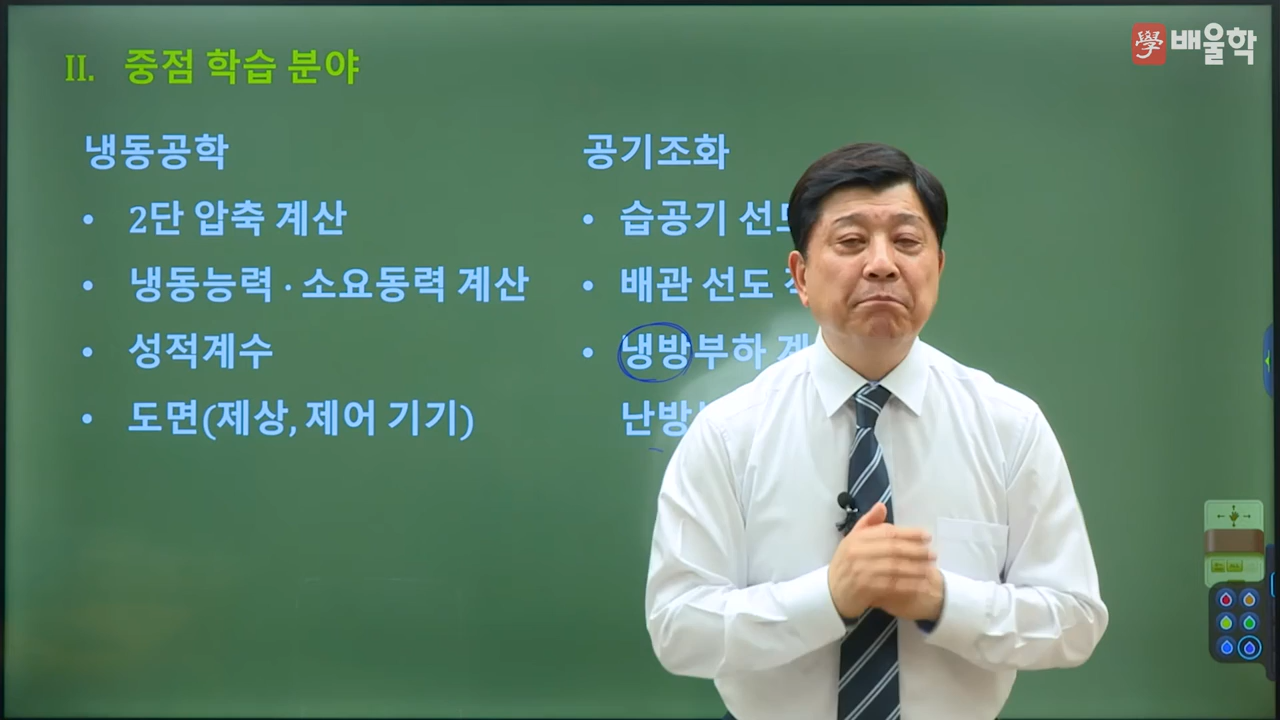 學 배울학
II. 중점 학습 분야
냉동공학
• 2단 압축 계산
• 냉동능력 · 소요동력 계산
• 성적계수
• 도면(제상, 제어 기기)
공기조화
• 습공기
• 배관 선도
• 냉방부하